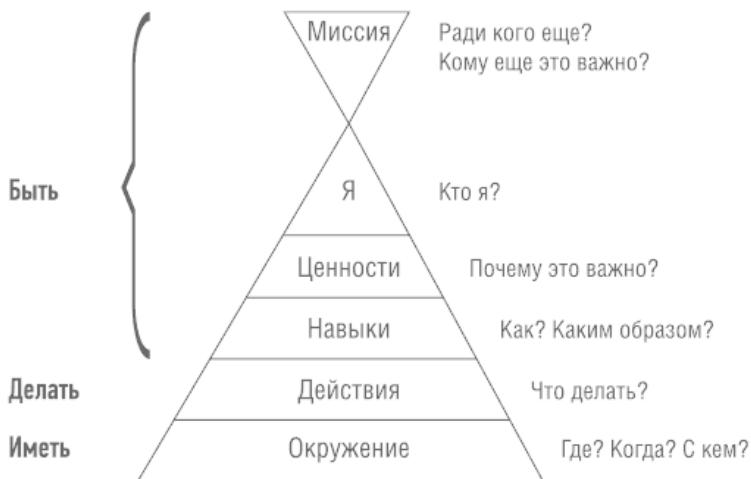 Миссия
Ради кого еще?
Кому еще это важно?
Быть
Я
Кто я?
Ценности
Почему это важно?
Навыки
Как? Каким образом?
Делать
Действия
Что делать?
Иметь
Окружение
Где? Когда? С кем?